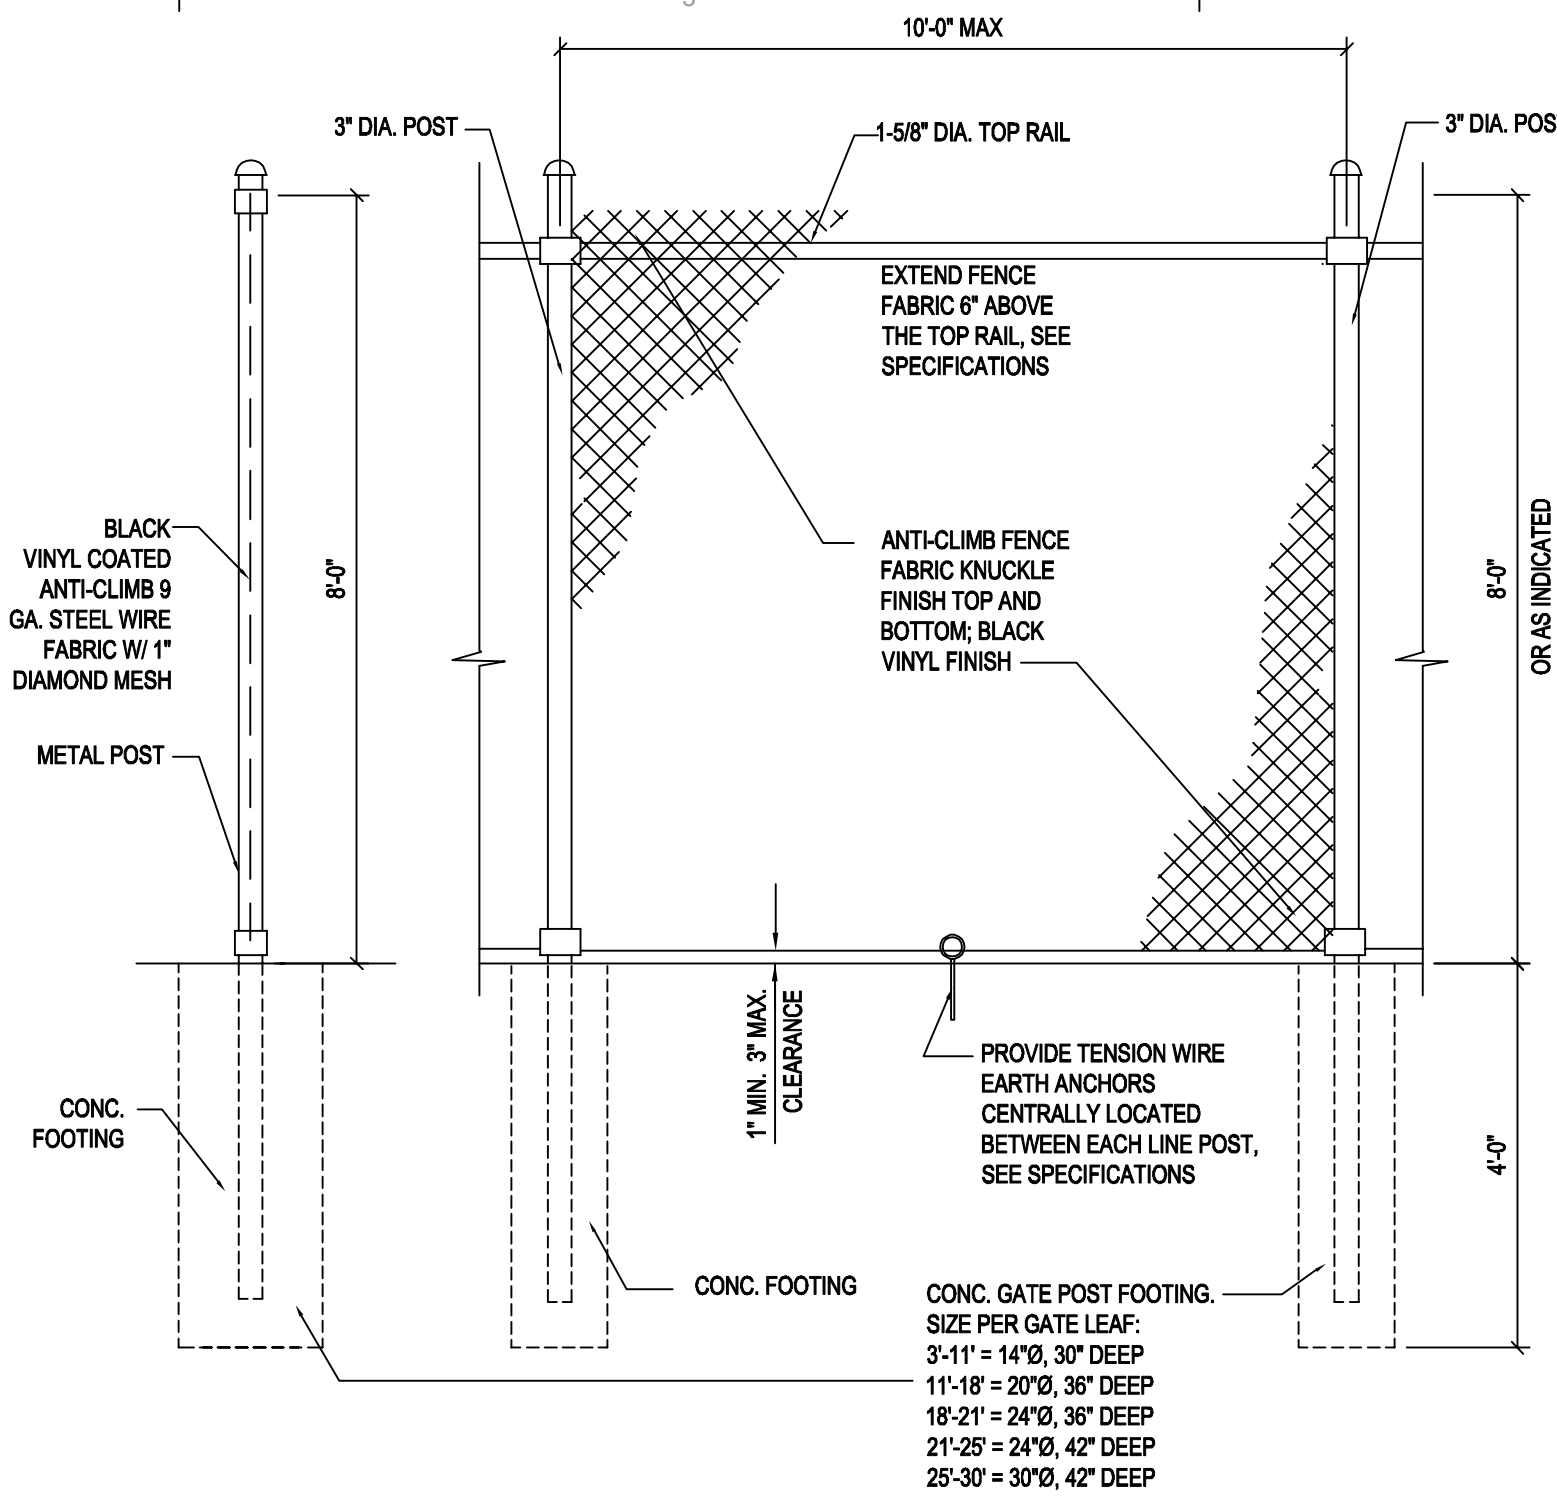 10'-0" MAX
3" DIA. POST
1-5/8" DIA. TOP RAIL
3" DIA. POS
EXTEND FENCE
FABRIC 6" ABOVE
THE TOP RAIL, SEE
SPECIFICATIONS
BLACK
VINYL COATED
ANTI-CLIMB 9
GA. STEEL WIRE
FABRIC W/ 1"
DIAMOND MESH
8'-0"
ANTI-CLIMB FENCE
FABRIC KNUCKLE
FINISH TOP AND
BOTTOM; BLACK
VINYL FINISH
8'-0"
OR AS INDICATED
METAL POST
1" MIN. 3" MAX.
CLEARANCE
PROVIDE TENSION WIRE
EARTH ANCHORS
CENTRALLY LOCATED
BETWEEN EACH LINE POST,
SEE SPECIFICATIONS
CONC.
FOOTING
4'-0"
CONC. FOOTING
CONC. GATE POST FOOTING.
SIZE PER GATE LEAF:
3'-11' = 14"Ø, 30" DEEP
11'-18' = 20"Ø, 36" DEEP
18'-21' = 24"Ø, 36" DEEP
21'-25' = 24"Ø, 42" DEEP
25'-30' = 30"Ø, 42" DEEP